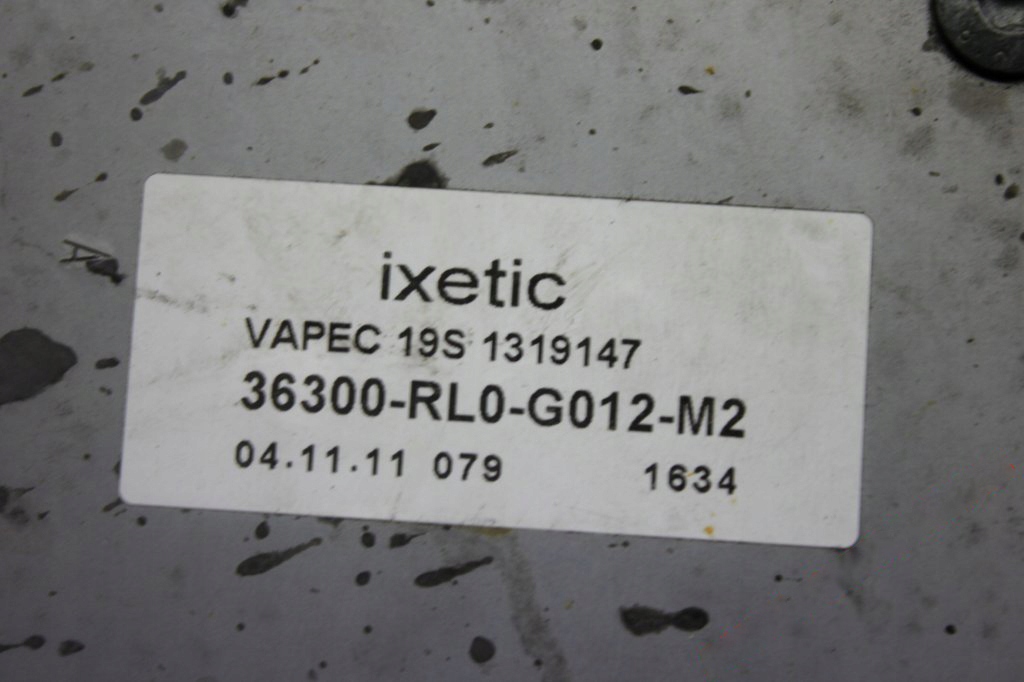 ixetic
VAPEC 19S 1319147
36300-RL0-G012-M2
04.11.11 079 1634
A